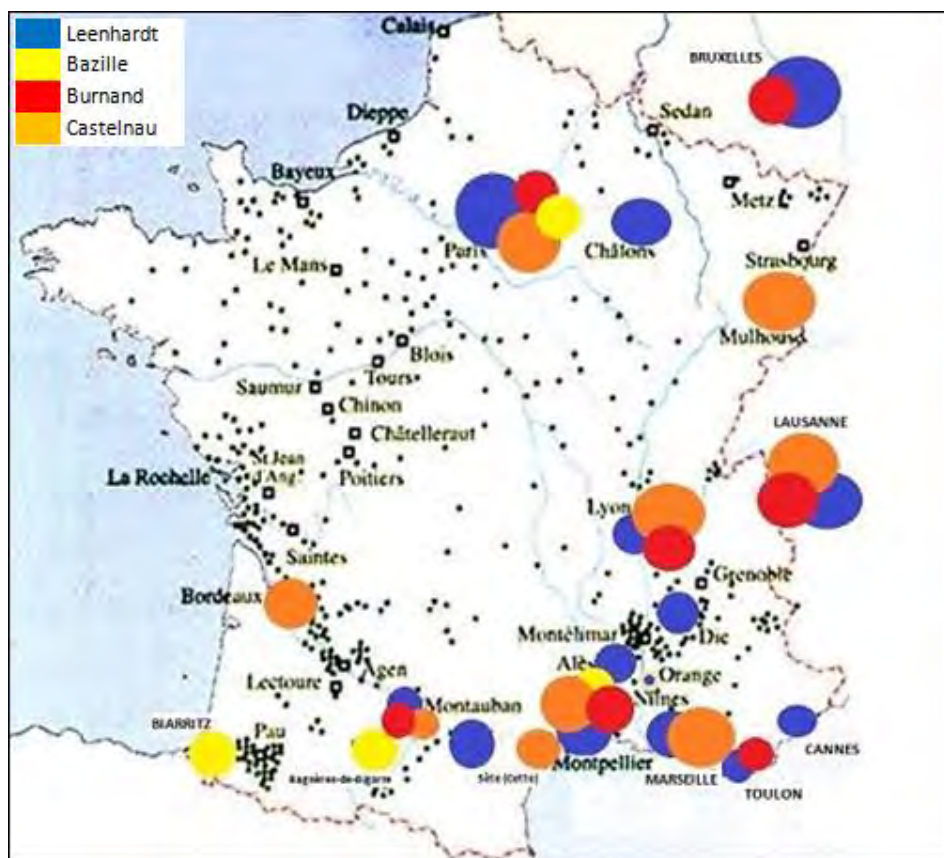 Leenhardt
Bazille
Burnand
Castelnau
Calais
BRUXELLES
Dieppe
Sedan
Bayeux
Metz
Paris
Châlons
Strasbourg
Le Mans
Mulhouse
Blois
Tours
Saumur
Chinon
Châtelleraut
LAUSANNE
St Jean
d'Ang.
La Rochelle
Poitiers
Lyon
Saintes
Grenoble
Bordeaux
Montélimar
Die
Agen
Alè
Orange
Lectoure
Nîmes
Montauban
BIARRITZ
Pau
CANNES
Bagnères-de-Bigorre
Sète (Cette)
Montpellier
MARSEILLE
TOULON